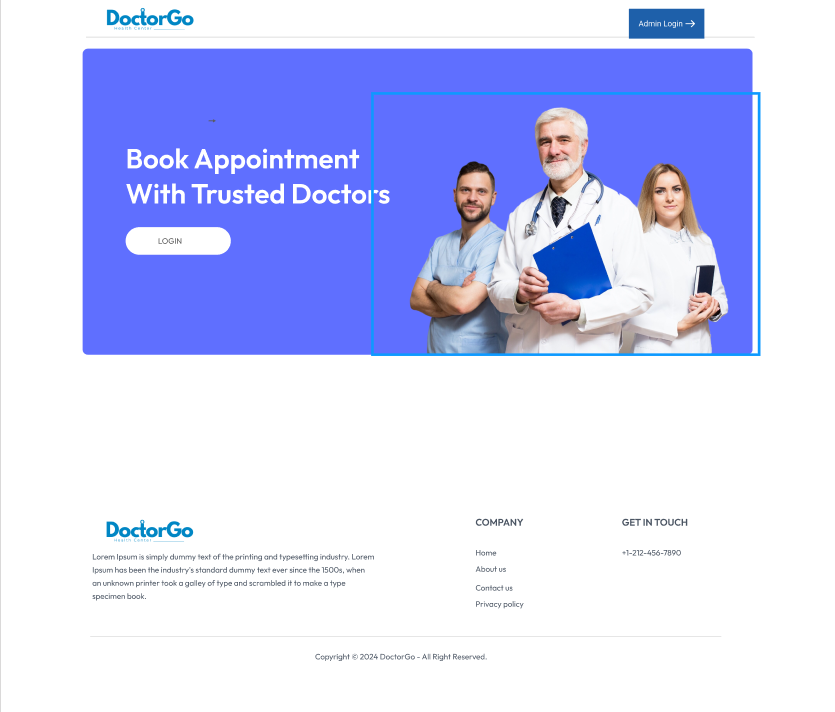 DoctorGo
Health Center
Admin Login →
Book Appointment
With Trusted Doctors
LOGIN
DoctorGo
Health Center
Lorem Ipsum is simply dummy text of the printing and typesetting industry. Lorem
Ipsum has been the industry's standard dummy text ever since the 1500s, when
an unknown printer took a galley of type and scrambled it to make a type
specimen book.
COMPANY
Home
About us
Contact us
Privacy policy
GET IN TOUCH
+1-212-456-7890
Copyright © 2024 DoctorGo - All Right Reserved.